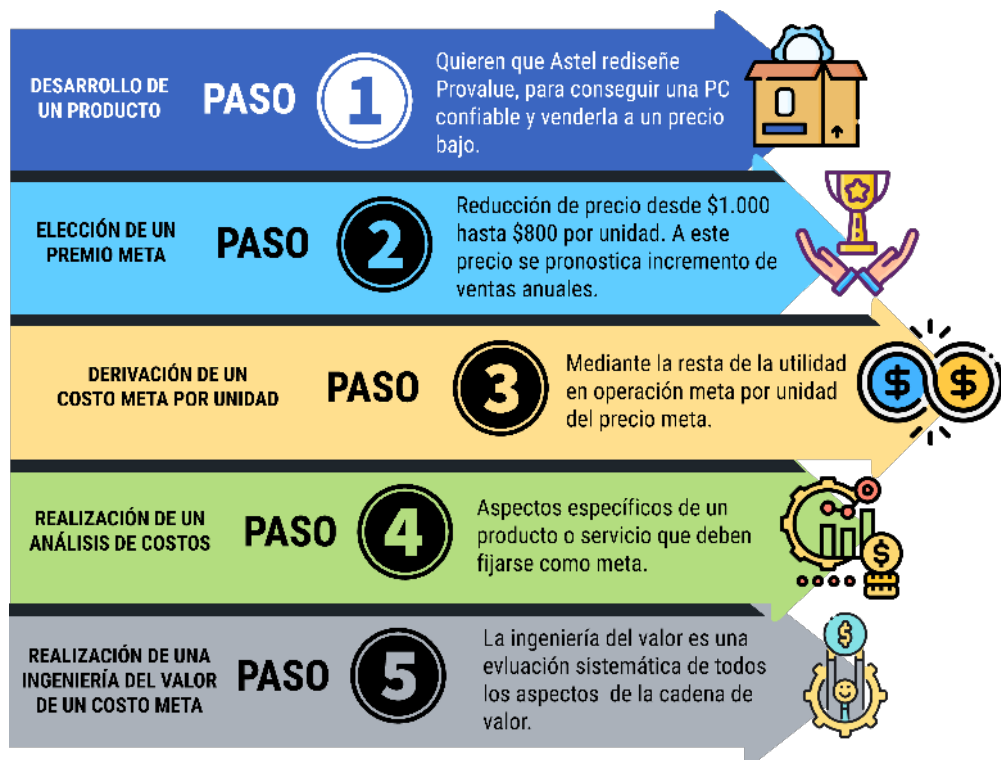 DESARROLLO DE
UN PRODUCTO
PASO
1
Quieren que Astel rediseñe
Provalue, para conseguir una PC
confiable y venderla a un precio
bajo.
ELECCIÓN DE UN
PREMIO META
PASO
2
Reducción de precio desde $1.000
hasta $800 por unidad. A este
precio se pronostica incremento de
ventas anuales.
DERIVACIÓN DE UN
COSTO META POR UNIDAD
PASO
3
Mediante la resta de la utilidad
en operación meta por unidad
del precio meta.
$ $
REALIZACIÓN DE UN
ANÁLISIS DE COSTOS
PASO
4
Aspectos específicos de un
producto o servicio que deben
fijarse como meta.
$
REALIZACIÓN DE UNA
INGENIERÍA DEL VALOR
DE UN COSTO META
PASO
5
La ingeniería del valor es una
evluación sistemática de todos
los aspectos de la cadena de
valor.
$